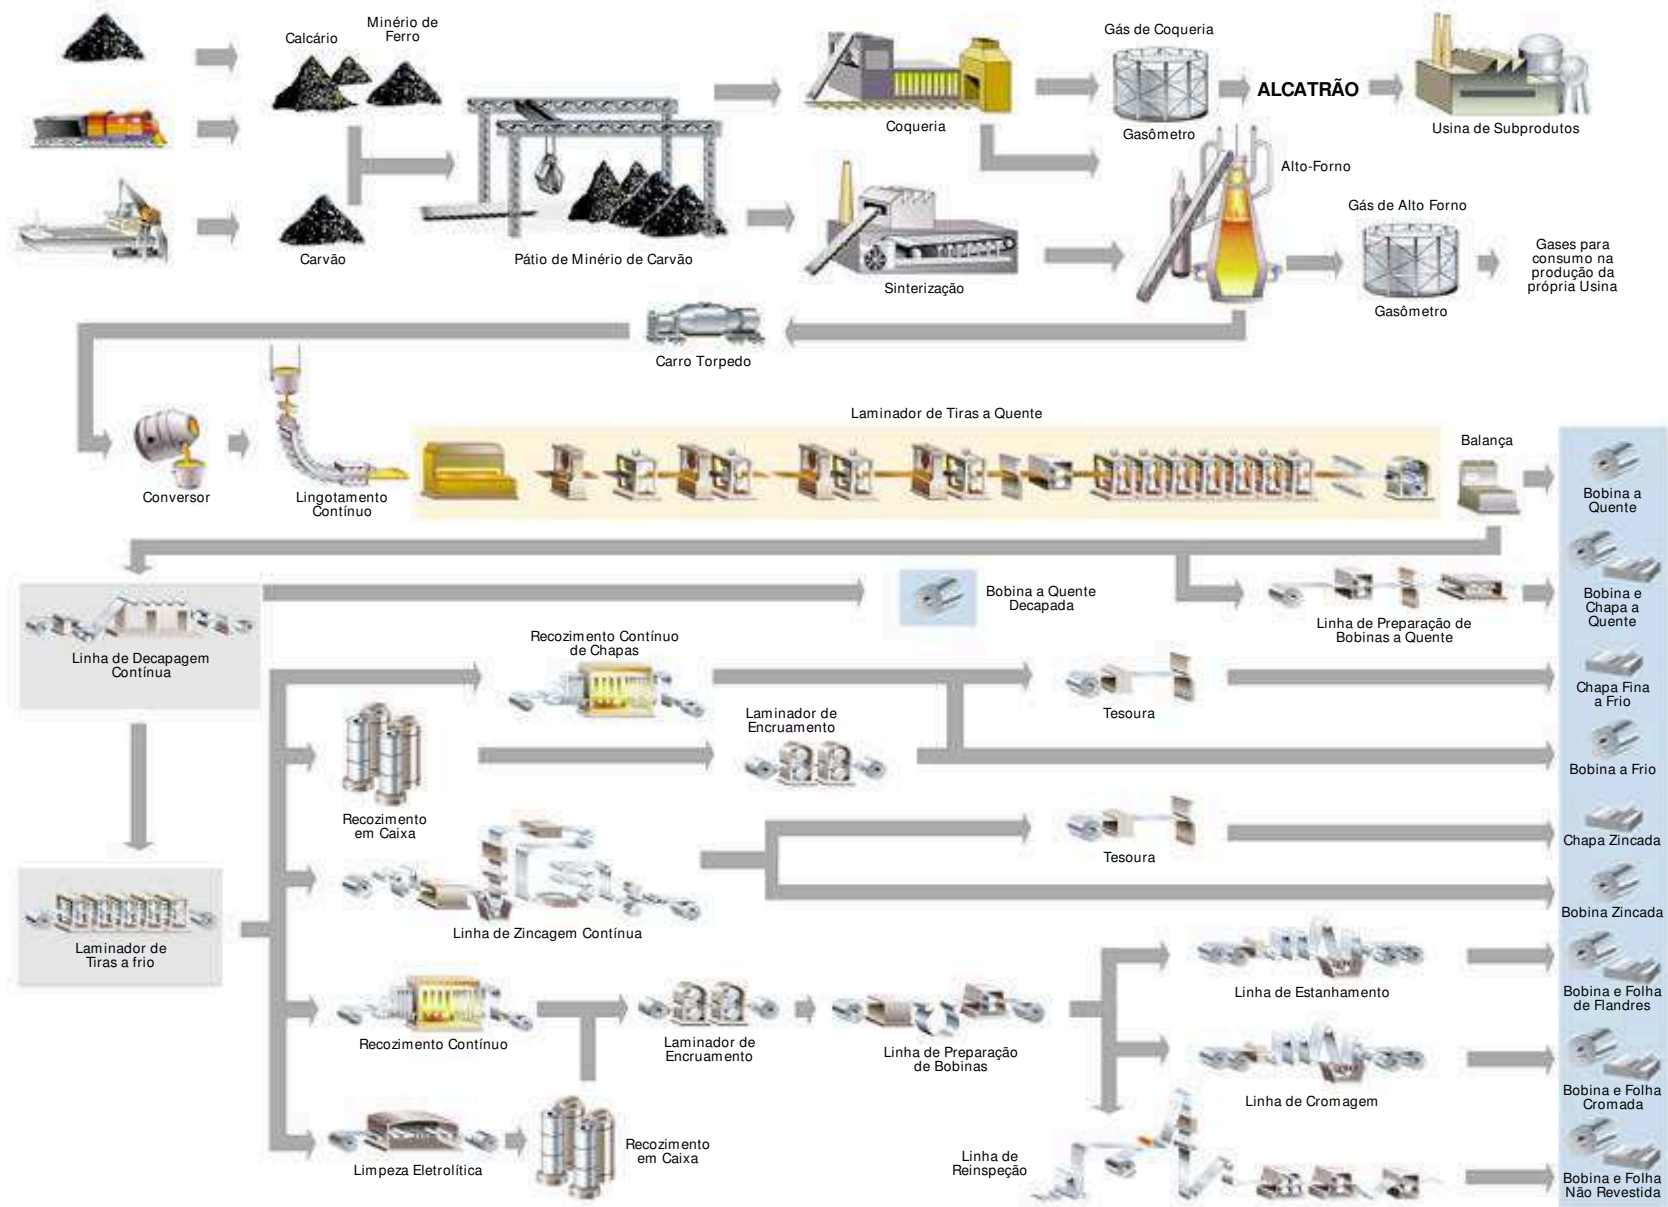 Calcário
Minério de
Ferro
Carvão
Pátio de Minério de Carvão
Coqueria
Sinterização
Gás de Coqueria
Gasômetro
ALCATRÃO
Usina de Subprodutos
Alto-Forno
Gás de Alto Forno
Gasômetro
Gases para
consumo na
produção da
própria Usina
Carro Torpedo
Conversor
Lingotamento
Contínuo
Laminador de Tiras a Quente
Balança
Bobina a
Quente
Linha de Decapagem
Contínua
Bobina a Quente
Decapada
Linha de Preparação de
Bobinas a Quente
Bobina e
Chapa a
Quente
Recozimento Contínuo
de Chapas
Tesoura
Chapa Fina
a Frio
Recozimento
em Caixa
Laminador de
Encruamento
Bobina a Frio
Linha de Zincagem Contínua
Tesoura
Chapa Zincada
Bobina Zincada
Laminador de
Tiras a frio
Recozimento Contínuo
Laminador de
Encruamento
Linha de Preparação
de Bobinas
Linha de Estanhamento
Bobina e Folha
de Flandres
Linha de Cromagem
Bobina e Folha
Cromada
Limpeza Eletrolítica
Recozimento
em Caixa
Linha de
Reinspeção
Bobina e Folha
Não Revestida